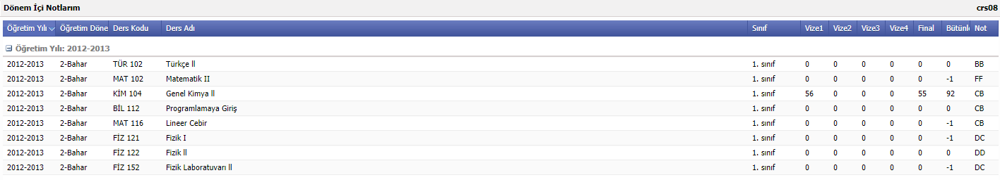 Dönem İçi Notlarım crs08
Öğretim Yılı Öğretim Döne Ders Kodu Ders Adı Sınıf Vize1 Vize2 Vize3 Vize4 Final Bütünle Not
Öğretim Yılı: 2012-2013
2012-2013 2-Bahar TÜR 102 Türkçe ll 1. sınıf 0 0 0 0 0 0 BB
2012-2013 2-Bahar MAT 102 Matematik II 1. sınıf 0 0 0 0 0 -1 FF
2012-2013 2-Bahar KİM 104 Genel Kimya ll 1. sınıf 56 0 0 0 55 92 CB
2012-2013 2-Bahar BİL 112 Programlamaya Giriş 1. sınıf 0 0 0 0 0 0 CB
2012-2013 2-Bahar MAT 116 Lineer Cebir 1. sınıf 0 0 0 0 0 -1 CB
2012-2013 2-Bahar FİZ 121 Fizik I 1. sınıf 0 0 0 0 0 -1 DC
2012-2013 2-Bahar FİZ 122 Fizik ll 1. sınıf 0 0 0 0 0 0 DD
2012-2013 2-Bahar FİZ 152 Fizik Laboratuvarı ll 1. sınıf 0 0 0 0 0 -1 DC